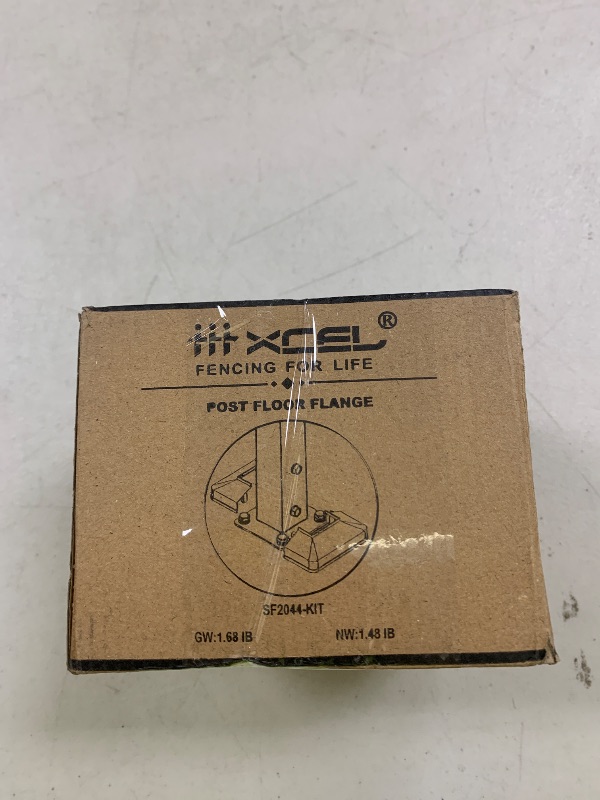 XCEL®
FENCING FOR LIFE
POST FLOOR FLANGE
SF2044-KIT
GW:1.68 IB NW:1.48 IB